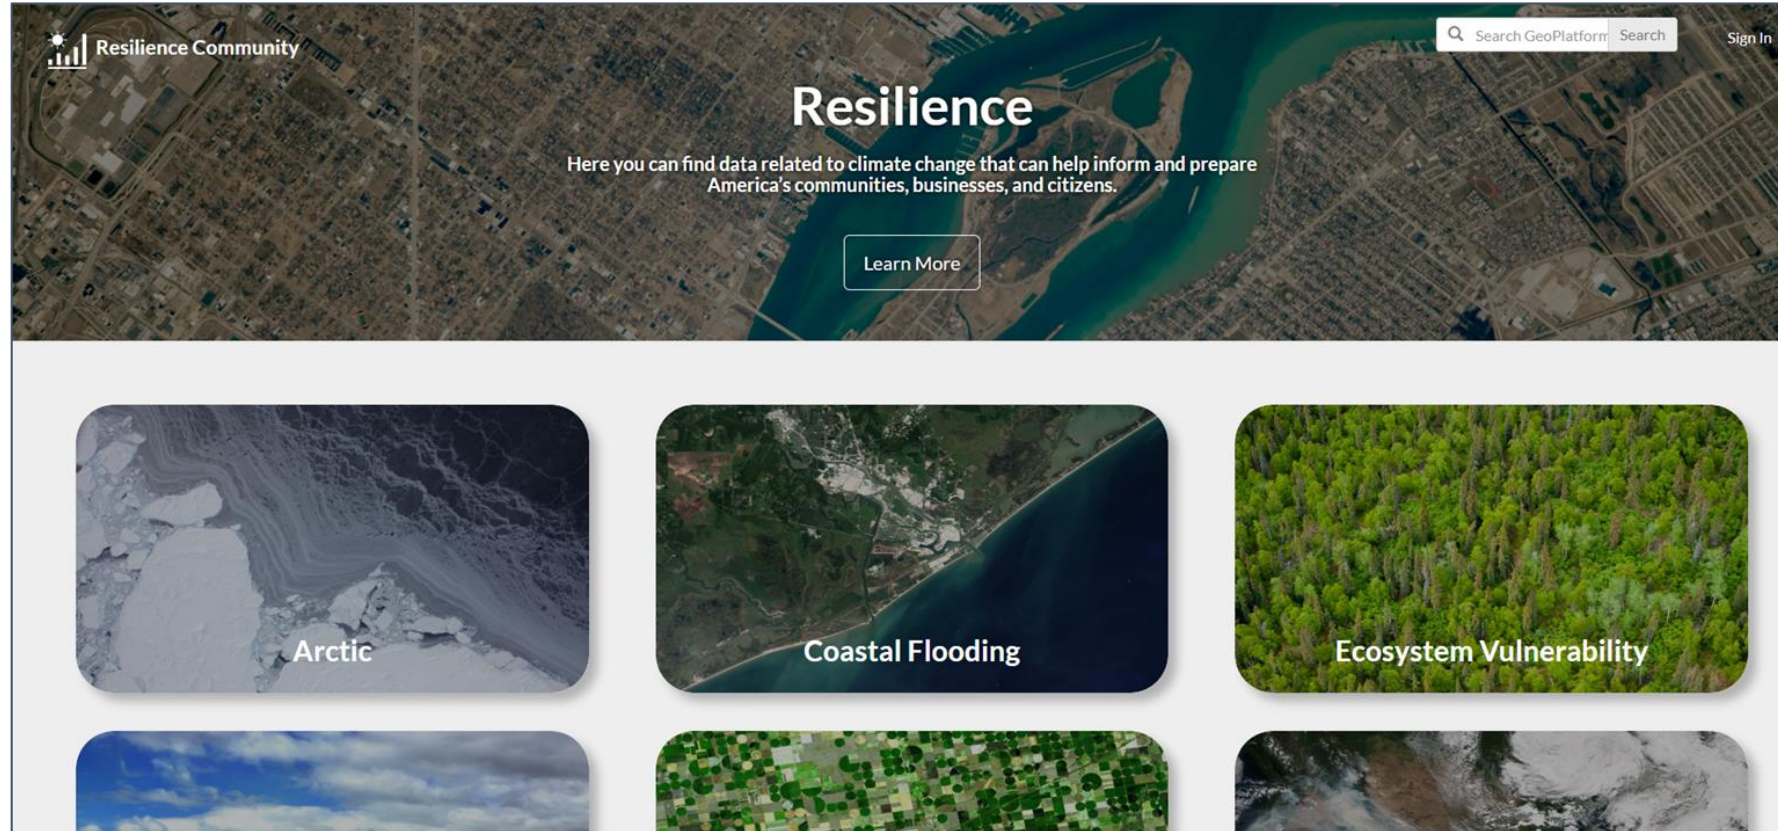 Resilience Community
Search GeoPlatform
Search
Sign In
Resilience
Here you can find data related to climate change that can help inform and prepare
America's communities, businesses, and citizens.
Learn More
Arctic
Coastal Flooding
Ecosystem Vulnerability